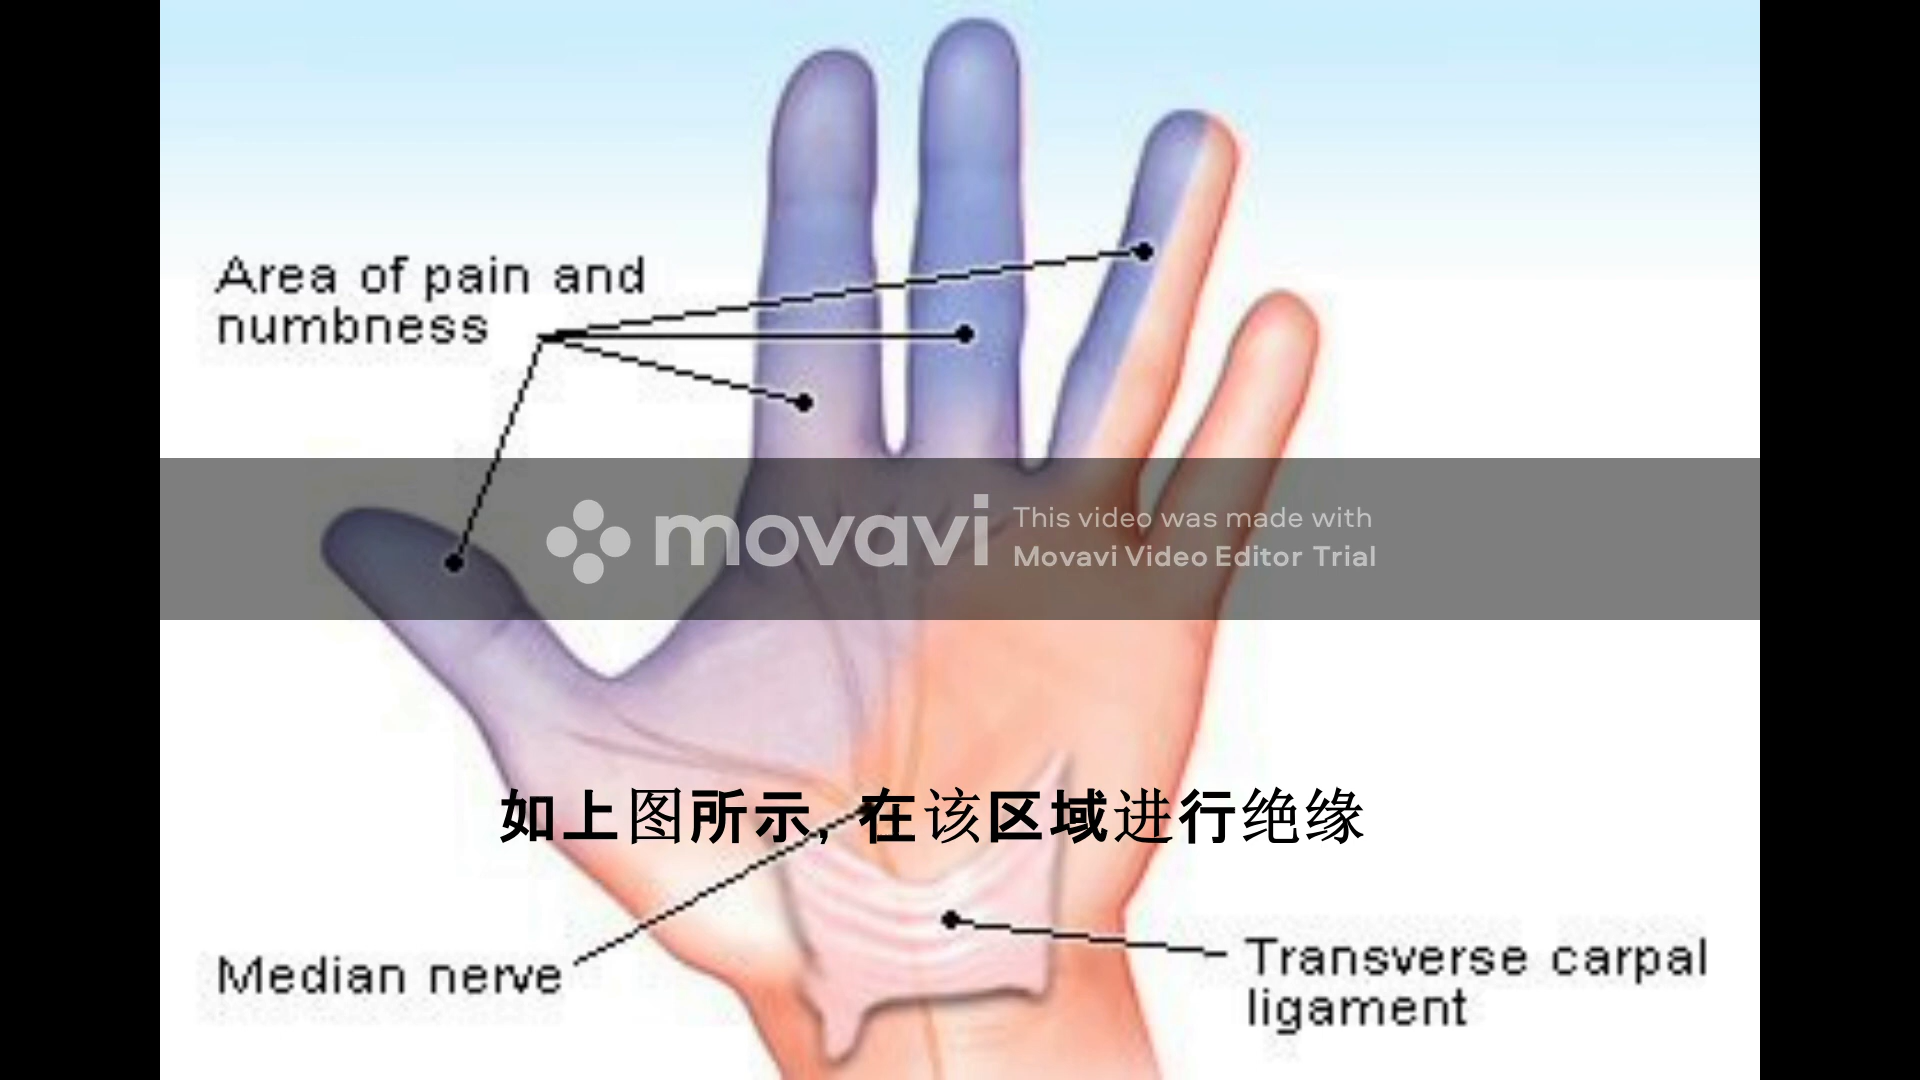 Area of pain and
numbness
movavi
This video was made with
Movavi Video Editor Trial
如上图所示, 在该区域进行绝缘
Median nerve
Transverse carpal
ligament